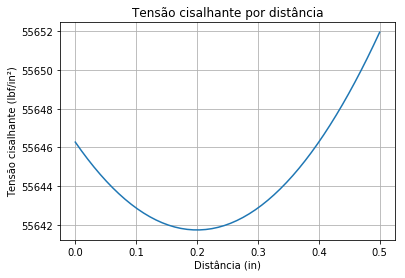 Tensão cisalhante por distância
Tensão cisalhante (lbf/in²)
55652
55650
55648
55646
55644
55642
0.0 0.1 0.2 0.3 0.4 0.5
Distância (in)